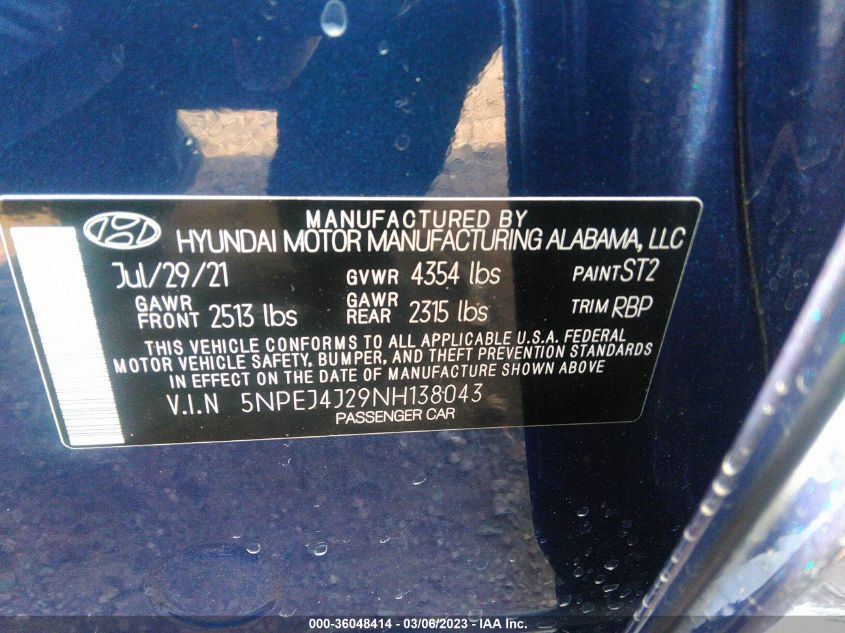 MANUFACTURED BY
HYUNDAI MOTOR MANUFACTURING ALABAMA, LLC
Jul/29/21 GVWR 4354 lbs PAINT ST2
GAWR FRONT 2513 lbs GAWR REAR 2315 lbs TRIM RBP
THIS VEHICLE CONFORMS TO ALL APPLICABLE U.S.A. FEDERAL
MOTOR VEHICLE SAFETY, BUMPER, AND THEFT PREVENTION STANDARDS
IN EFFECT ON THE DATE OF MANUFACTURE SHOWN ABOVE
V.I.N 5NPEJ4J29NH138043
PASSENGER CAR
000-36048414 - 03/06/2023 - IAA Inc.